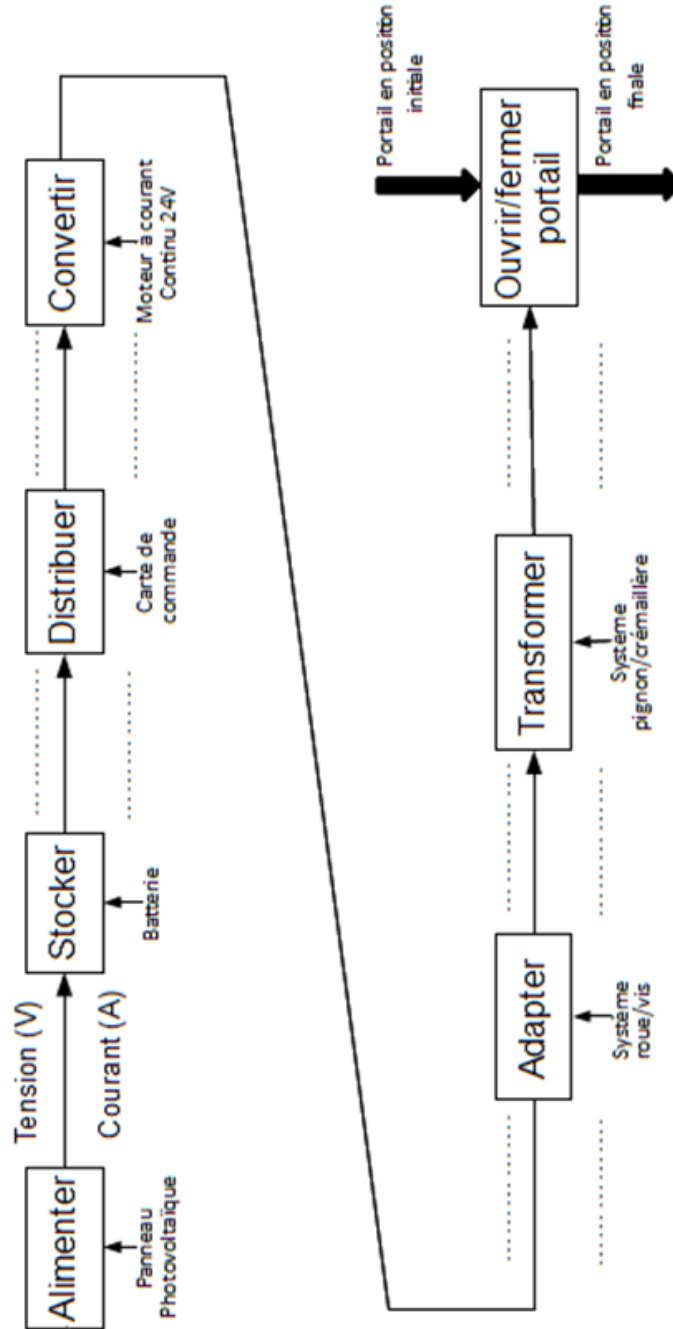 Alimenter
Tension (V)
Courant (A)
Stocker
Distribuer
Convertir
Panneau
Photovoltaïque
Batterie
Carte de
commande
Moteur à courant
Continu 24V
Portail en position
initiale
Adapter
Transformer
Ouvrir/fermer
portail
Système
roue/vis
Système
pignon/crémaillère
Portail en position
fnale